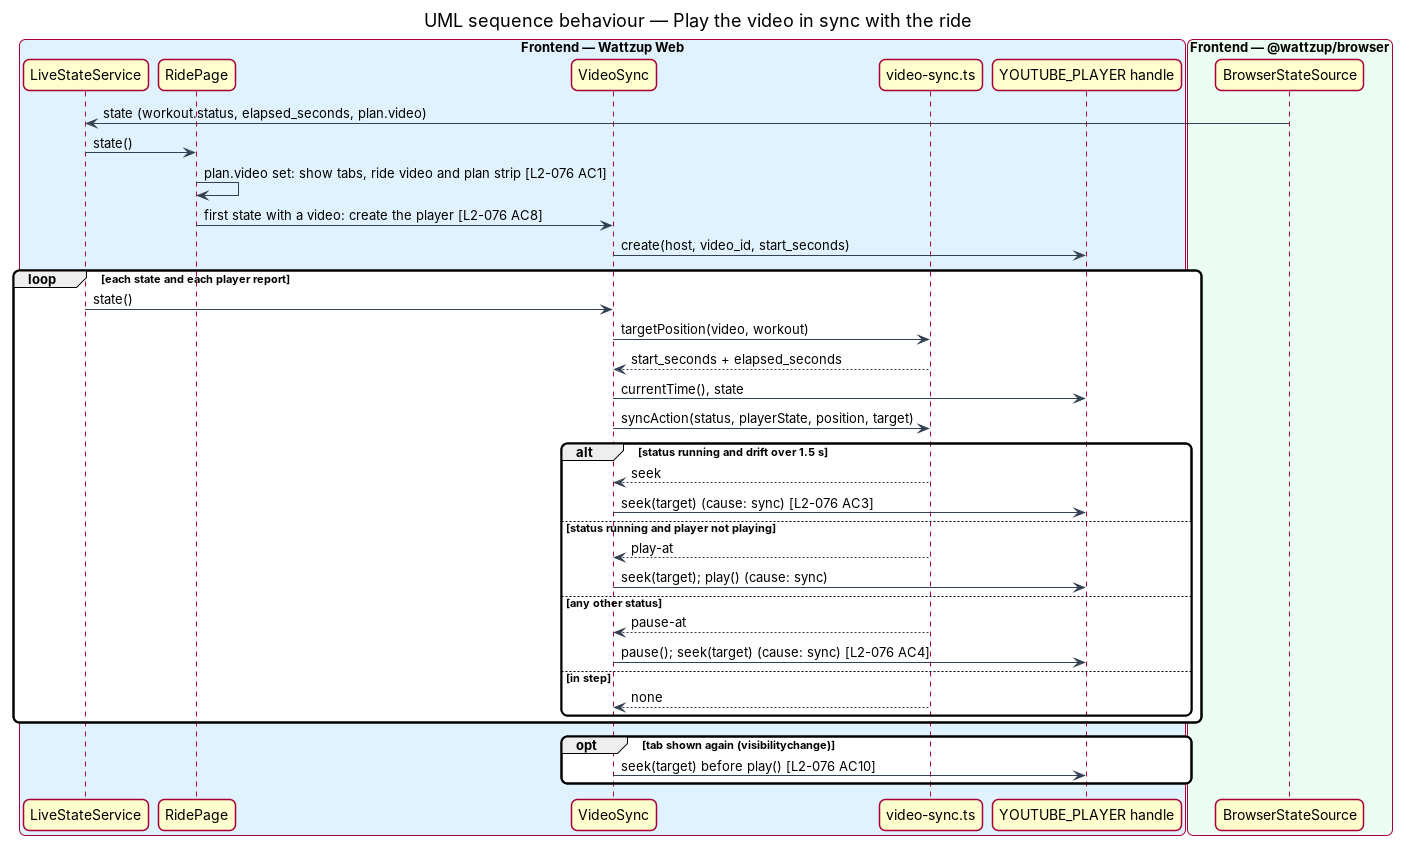 UML sequence behaviour — Play the video in sync with the ride
Frontend — Wattzup Web
Frontend — @wattzup/browser
LiveStateService
RidePage
VideoSync
video-sync.ts
YOUTUBE_PLAYER handle
BrowserStateSource
state (workout.status, elapsed_seconds, plan.video)
state()
plan.video set: show tabs, ride video and plan strip [L2-076 AC1]
first state with a video: create the player [L2-076 AC8]
create(host, video_id, start_seconds)
loop
[each state and each player report]
state()
targetPosition(video, workout)
start_seconds + elapsed_seconds
currentTime(), state
syncAction(status, playerState, position, target)
alt
[status running and drift over 1.5 s]
seek
seek(target) (cause: sync) [L2-076 AC3]
[status running and player not playing]
play-at
seek(target); play() (cause: sync)
[any other status]
pause-at
pause(); seek(target) (cause: sync) [L2-076 AC4]
[in step]
none
opt
[tab shown again (visibilitychange)]
seek(target) before play() [L2-076 AC10]
LiveStateService
RidePage
VideoSync
video-sync.ts
YOUTUBE_PLAYER handle
BrowserStateSource